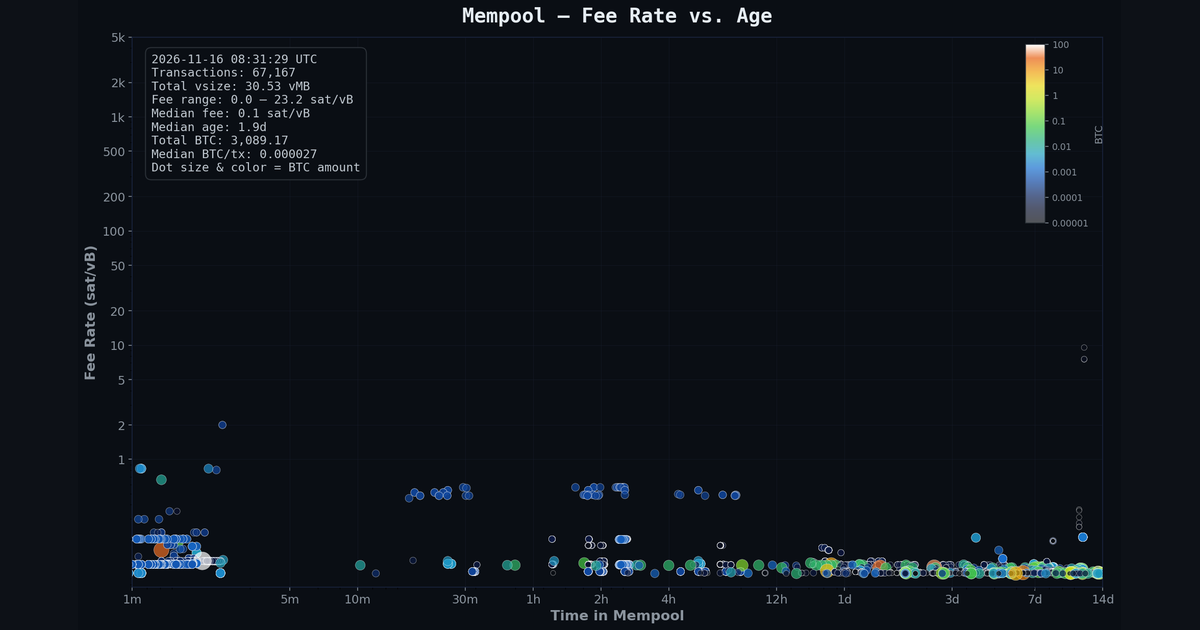 Mempool — Fee Rate vs. Age
2026-11-16 08:31:29 UTC
Transactions: 67,167
Total vsize: 30.53 vMB
Fee range: 0.0 – 23.2 sat/vB
Median fee: 0.1 sat/vB
Median age: 1.9d
Total BTC: 3,089.17
Median BTC/tx: 0.000027
Dot size & color = BTC amount
100
10
1
0.1
0.01
0.001
0.0001
0.00001
BTC
Fee Rate (sat/vB)
5k
2k
1k
500
200
100
50
20
10
5
2
1
1m 5m 10m 30m 1h 2h 4h 12h 1d 3d 7d 14d
Time in Mempool